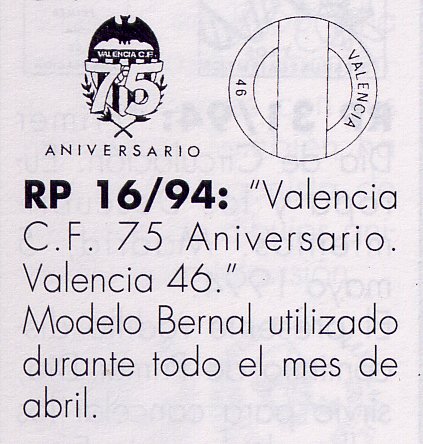 VALENCIA C.F.
75
ANIVERSARIO
VALENCIA
46
RP 16/94: "Valencia
C.F. 75 Aniversario.
Valencia 46."
Modelo Bernal utilizado
durante todo el mes de
abril.